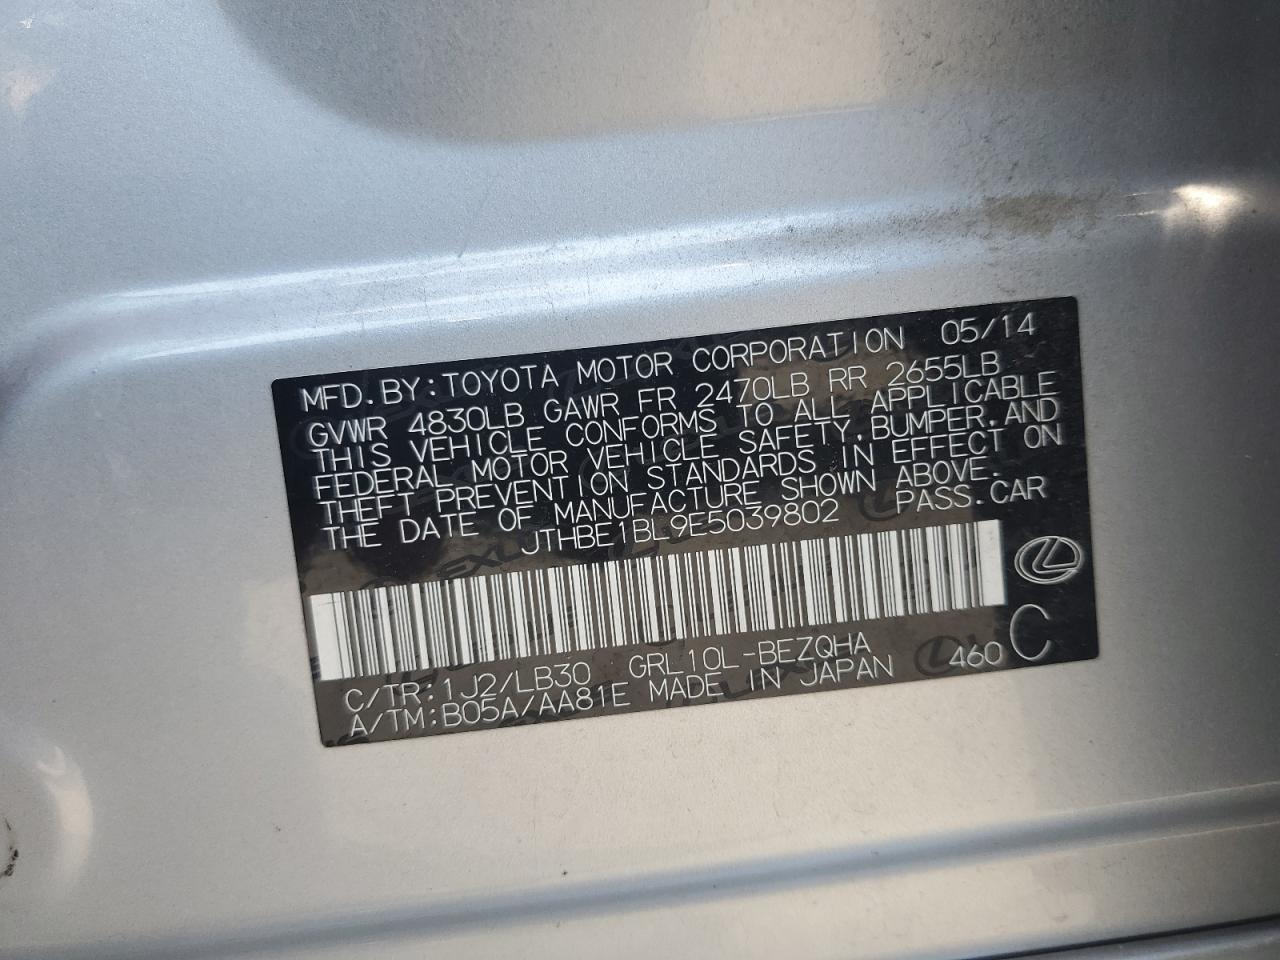 MFD. BY: TOYOTA MOTOR CORPORATION 05/14
GVWR 4830LB GAWR FR 2470LB RR 2655LB
THIS VEHICLE CONFORMS TO ALL APPLICABLE
FEDERAL MOTOR VEHICLE SAFETY, BUMPER, AND
THEFT PREVENTION STANDARDS IN EFFECT ON
THE DATE OF MANUFACTURE SHOWN ABOVE.
JTHBE1BL9E5039802 PASS. CAR
C/TR: 1J2/LB30 GRL10L-BEZQHA
A/TM: B05A/AA81E MADE IN JAPAN 460 C